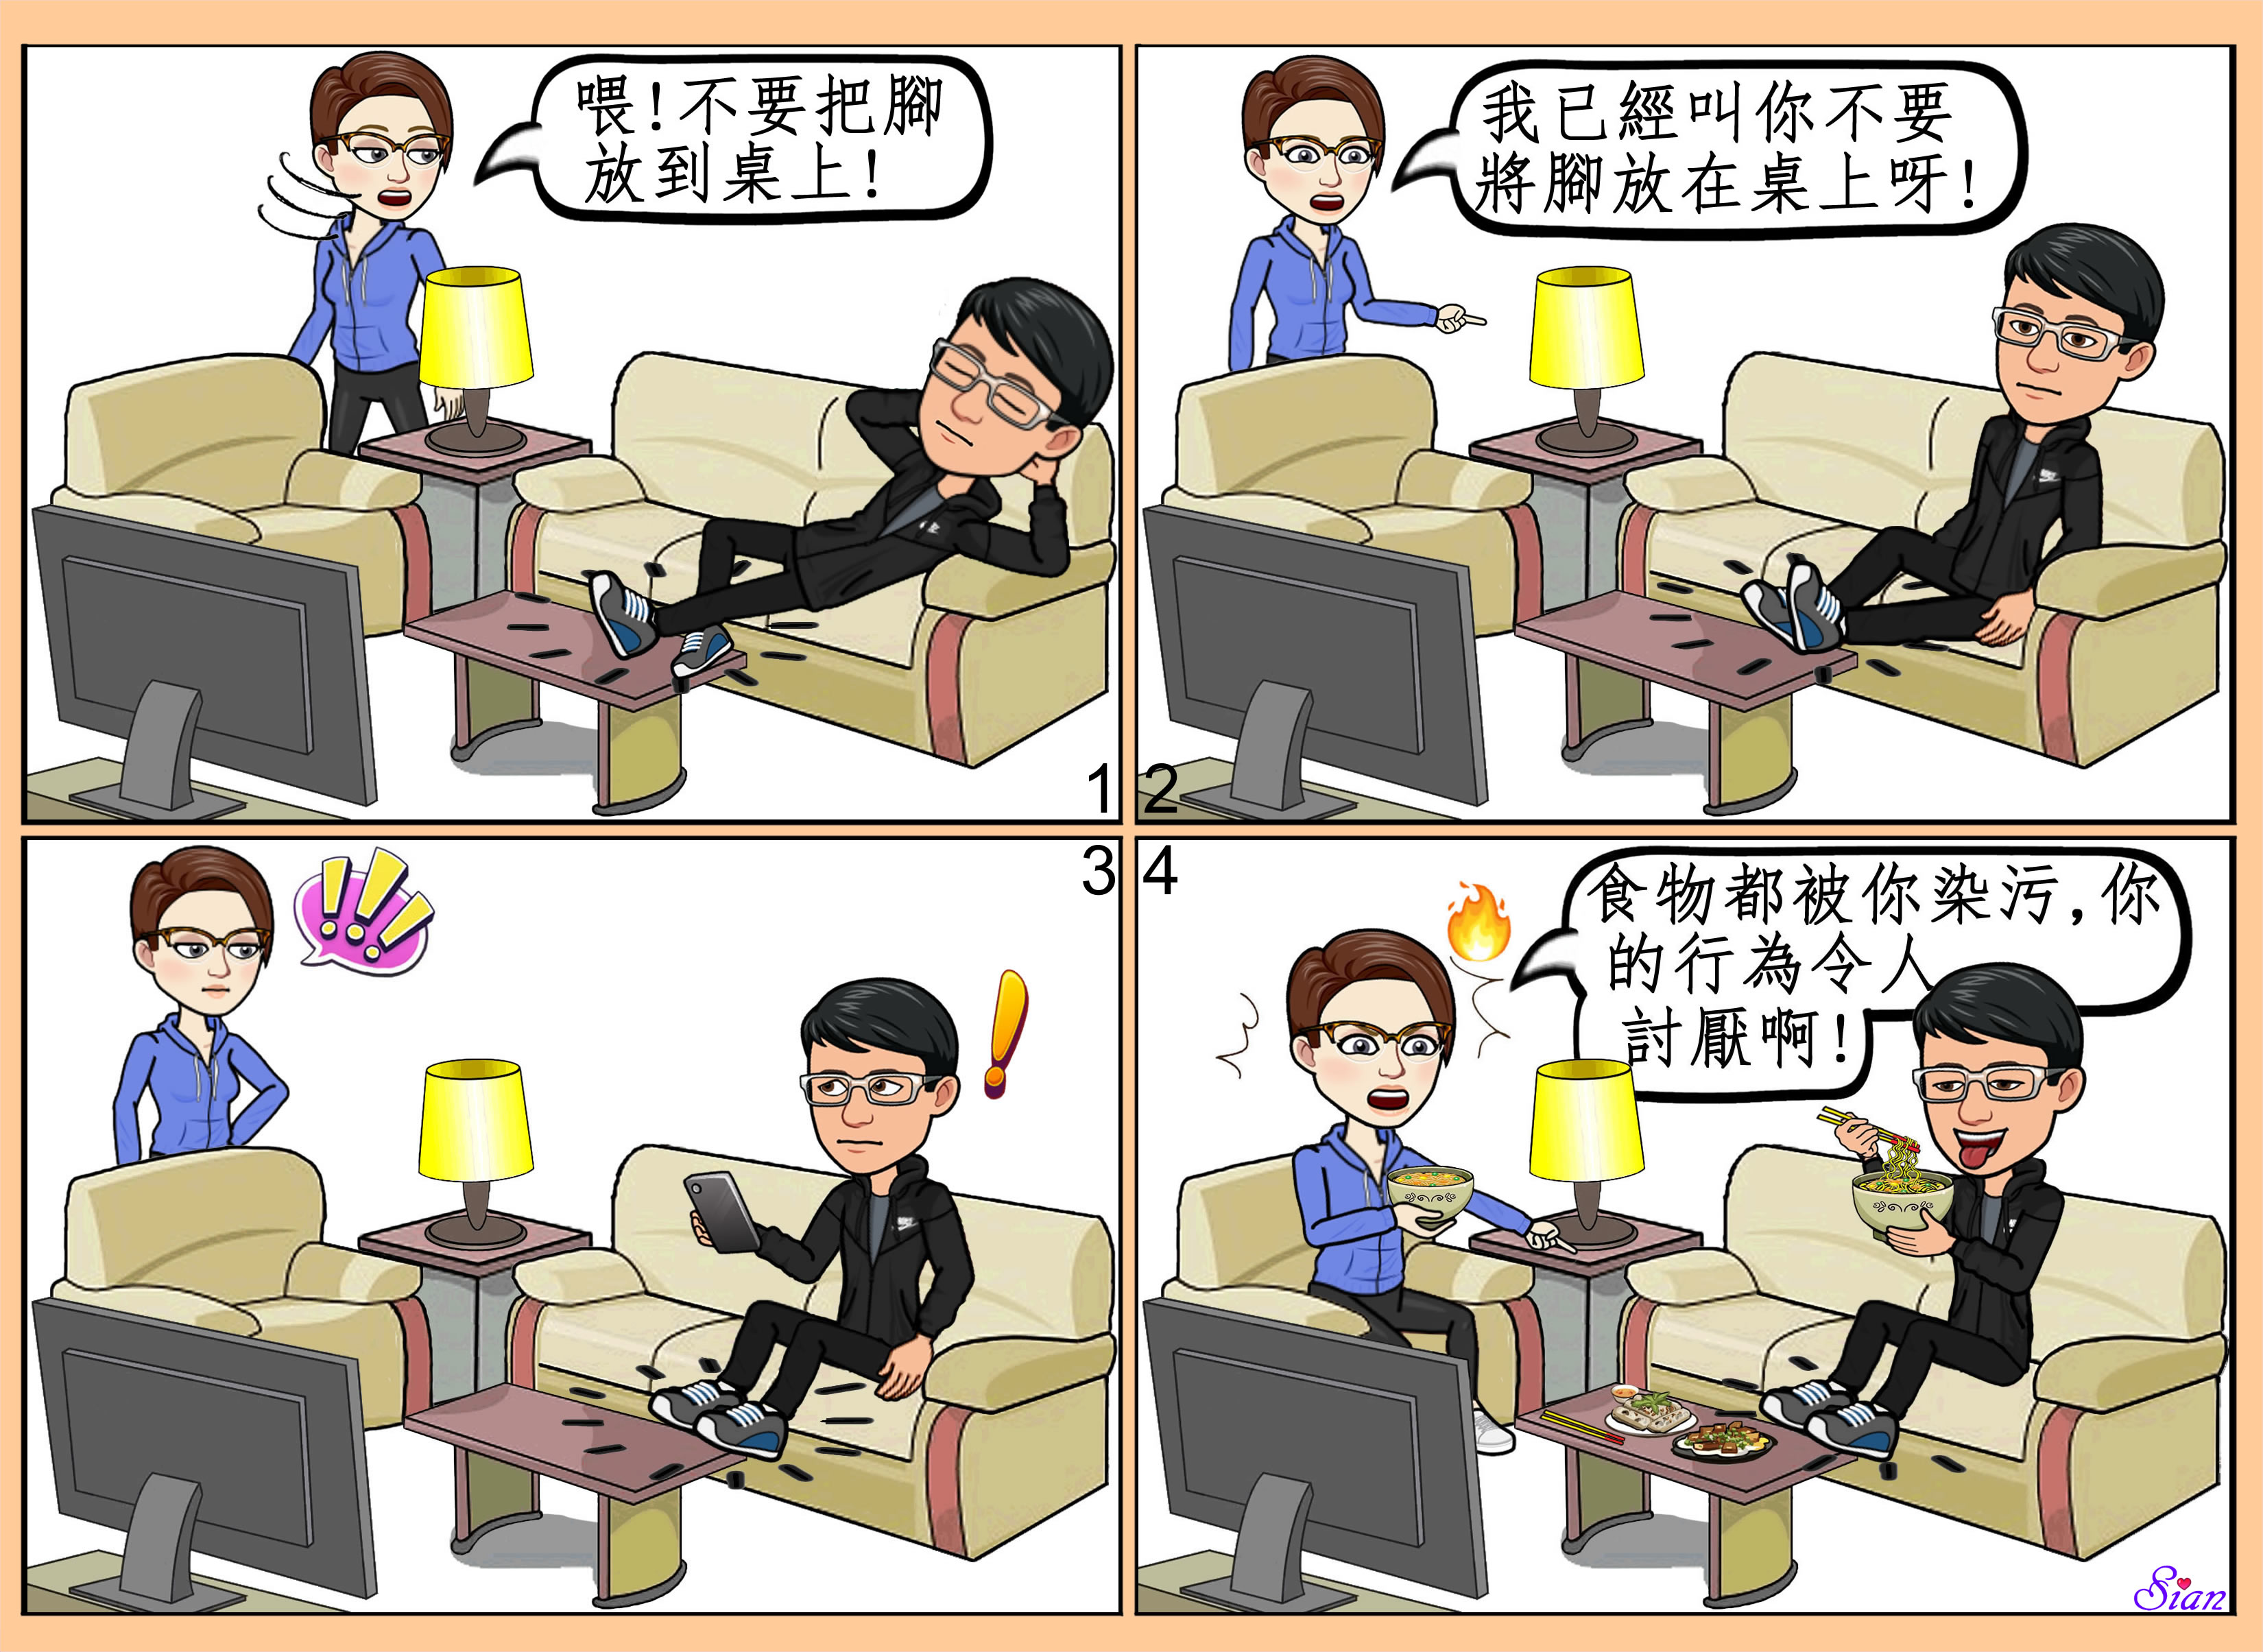 喂!不要把腳
放到桌上!
1
我已經叫你不要
將腳放在桌上呀!
2
3
4
食物都被你染污,你
的行為令人
討厭啊!
Sian